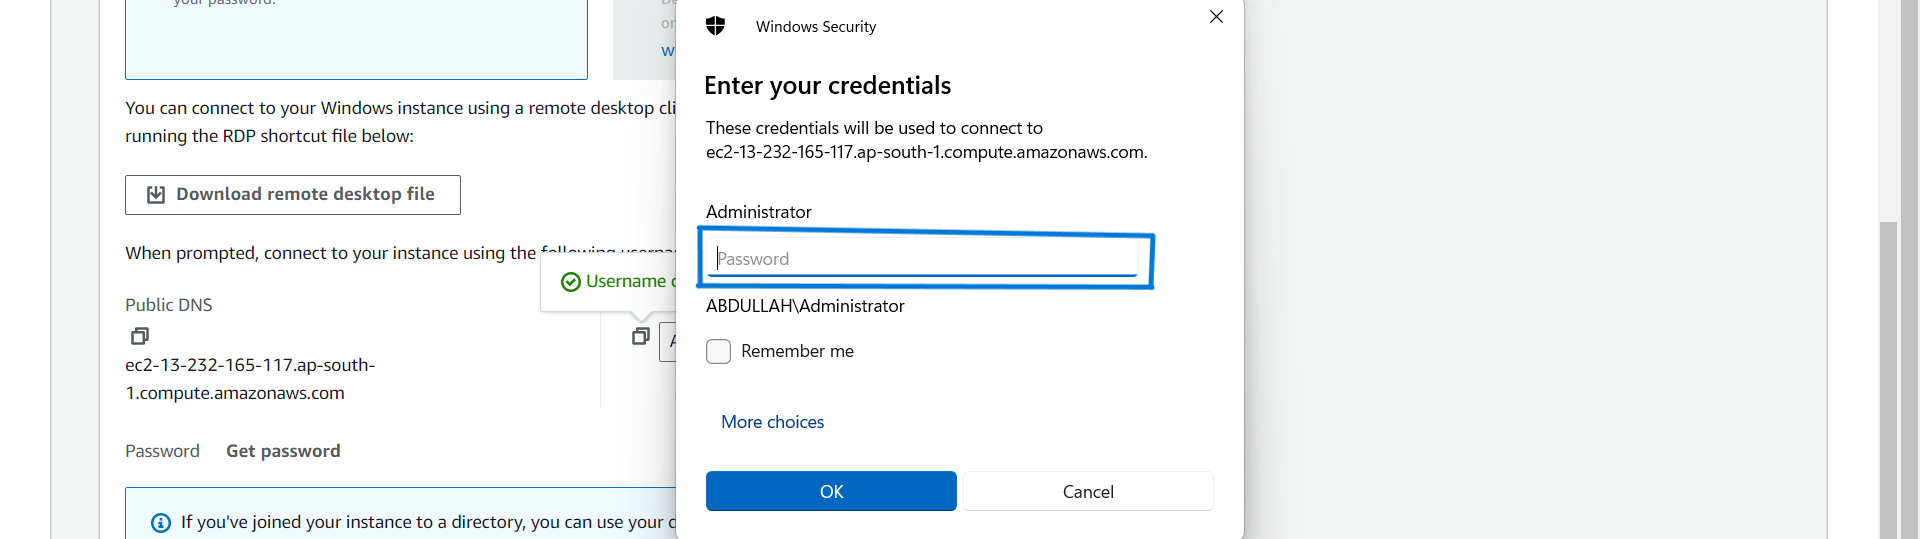 your password.
You can connect to your Windows instance using a remote desktop cli
running the RDP shortcut file below:
Download remote desktop file
When prompted, connect to your instance using the following userna
Username c
Public DNS
ec2-13-232-165-117.ap-south-
1.compute.amazonaws.com
Password Get password
If you've joined your instance to a directory, you can use your d
Windows Security
Enter your credentials
These credentials will be used to connect to
ec2-13-232-165-117.ap-south-1.compute.amazonaws.com.
Administrator
Password
ABDULLAH\Administrator
Remember me
More choices
OK
Cancel